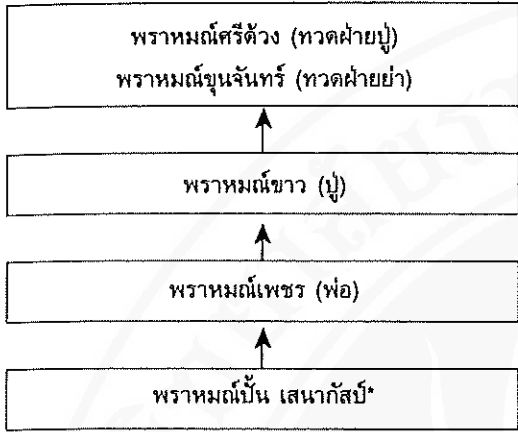 พราหมณ์ศรีด้วง (ทวดฝ่ายปู่)
พราหมณ์ขุนจันทร์ (ทวดฝ่ายย่า)
พราหมณ์ขาว (ปู่)
พราหมณ์เพชร (พ่อ)
พราหมณ์ปั้น เสนากัสป์*